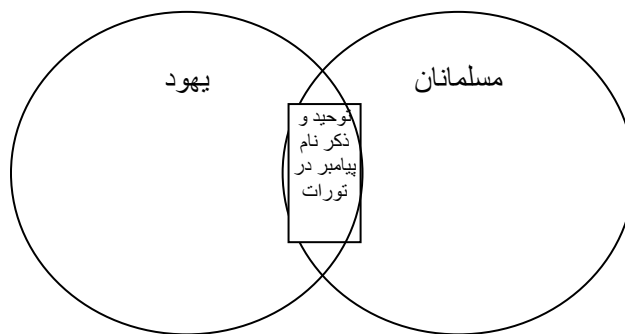 مسلمانان
یهود
توحید و
ذکر نام
پیامبر در
تورات